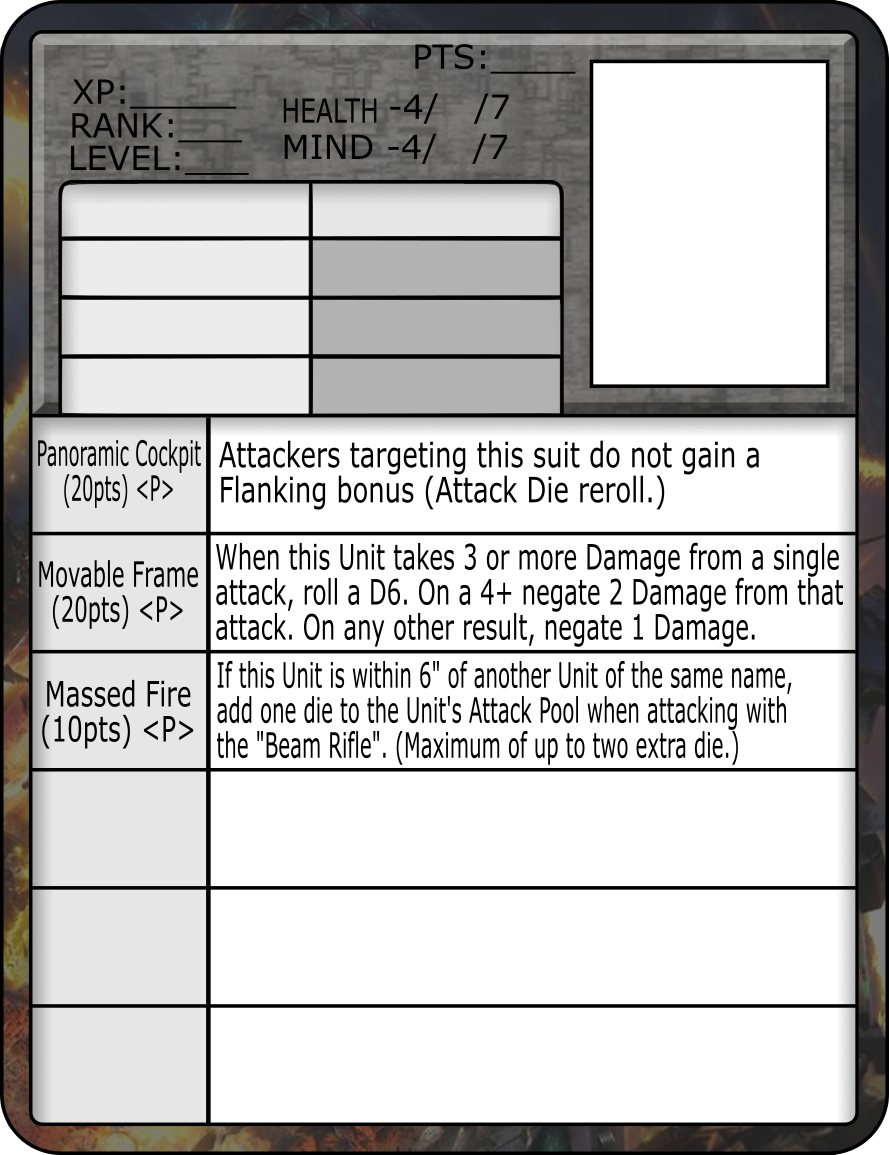 PTS:____
XP:_____
RANK:___
LEVEL:___
HEALTH -4/ /7
MIND -4/ /7
Panoramic Cockpit
(20pts) <P>
Attackers targeting this suit do not gain a
Flanking bonus (Attack Die reroll.)
Movable Frame
(20pts) <P>
When this Unit takes 3 or more Damage from a single
attack, roll a D6. On a 4+ negate 2 Damage from that
attack. On any other result, negate 1 Damage.
Massed Fire
(10pts) <P>
If this Unit is within 6" of another Unit of the same name,
add one die to the Unit's Attack Pool when attacking with
the "Beam Rifle". (Maximum of up to two extra die.)